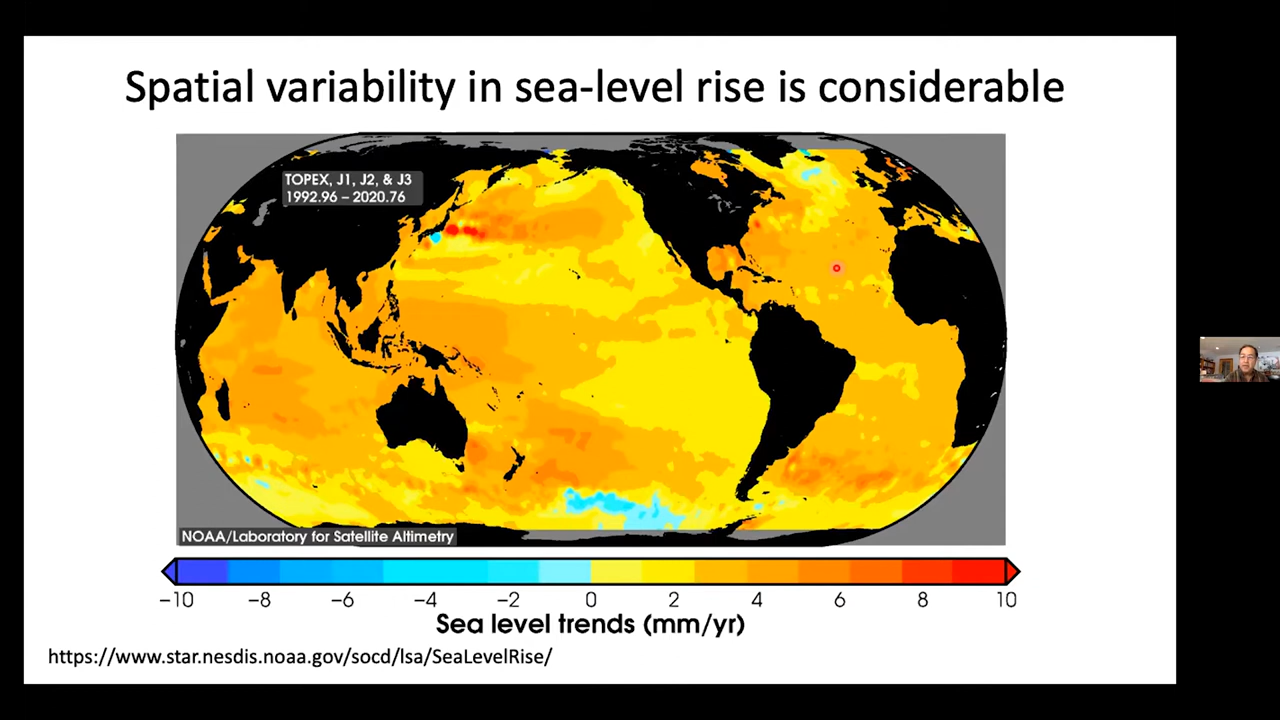 Spatial variability in sea-level rise is considerable
TOPEX, J1, J2, & J3
1992.96 – 2020.76
NOAA/Laboratory for Satellite Altimetry
−10 −8 −6 −4 −2 0 2 4 6 8 10
Sea level trends (mm/yr)
https://www.star.nesdis.noaa.gov/socd/lsa/SeaLevelRise/